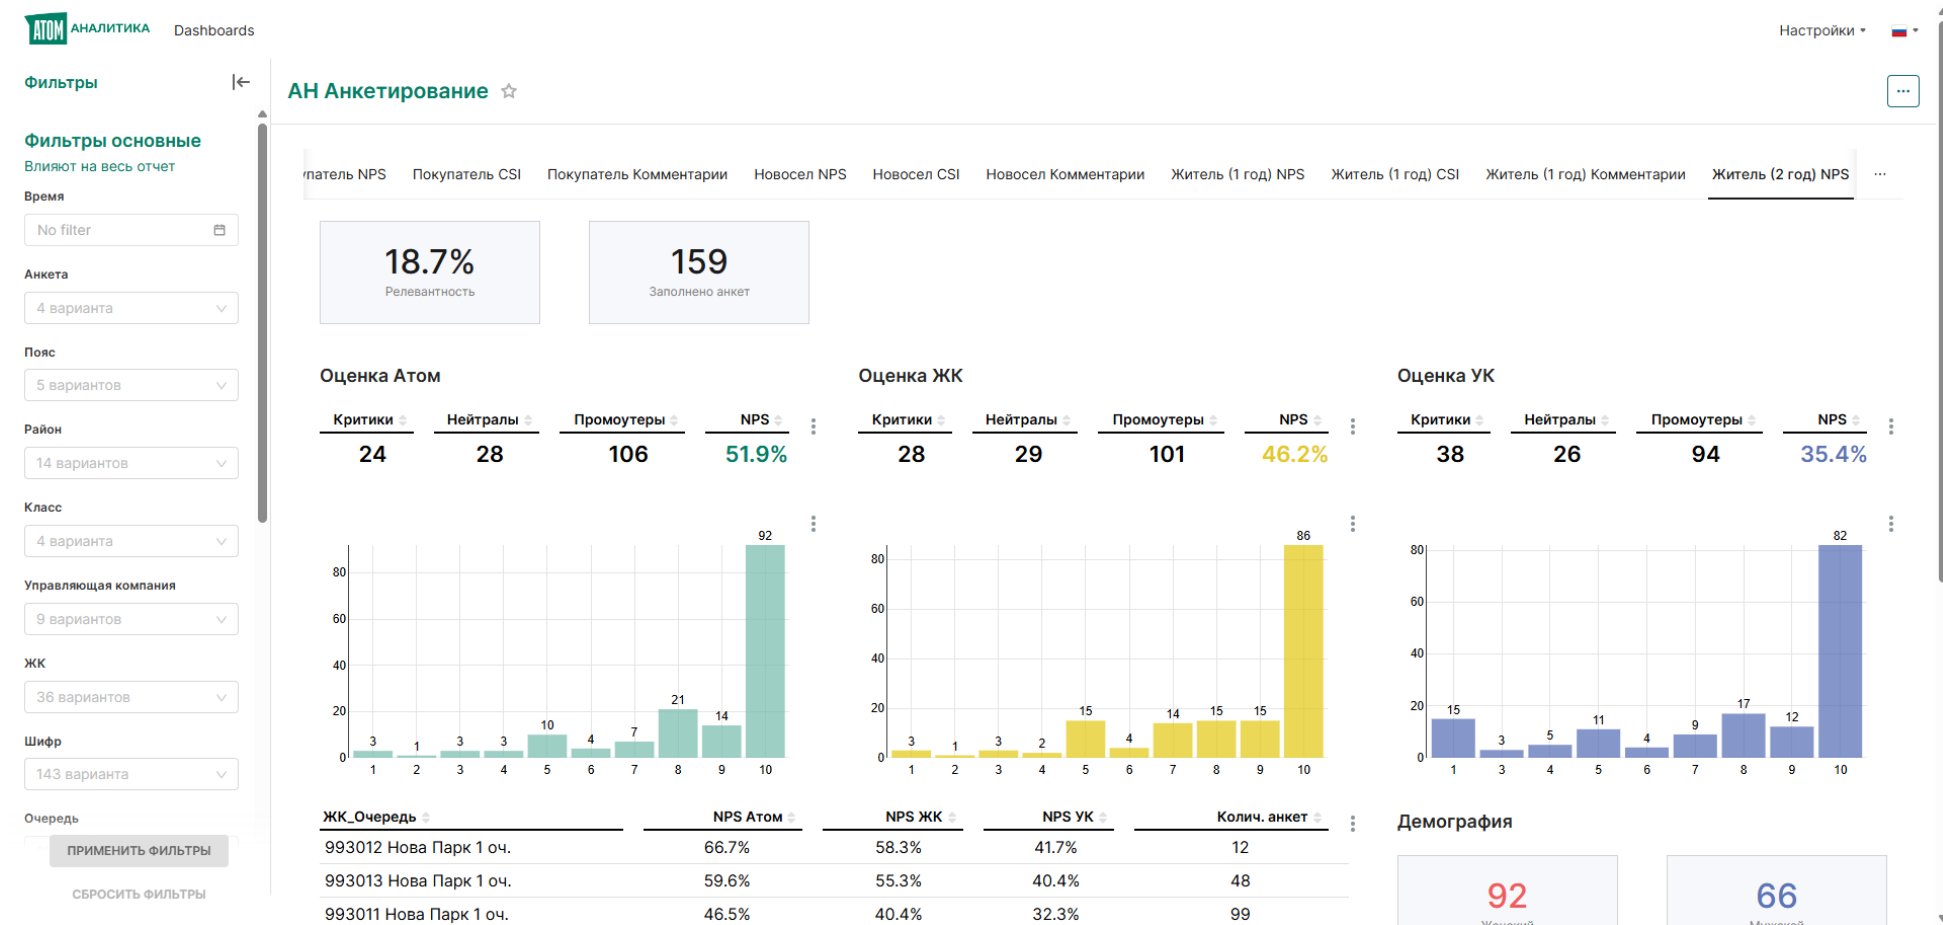 АТОМ АНАЛИТИКА Dashboards Настройки
Фильтры
АН Анкетирование
...
Фильтры основные
Влияют на весь отчет
Время
No filter
Анкета
4 варианта
Пояс
5 вариантов
Район
14 вариантов
Класс
4 варианта
Управляющая компания
9 вариантов
ЖК
36 вариантов
Шифр
143 варианта
Очередь
ПРИМЕНИТЬ ФИЛЬТРЫ
СБРОСИТЬ ФИЛЬТРЫ
NPS Покупатель CSI Покупатель Комментарии Новосел NPS Новосел CSI Новосел Комментарии Житель (1 год) NPS Житель (1 год) CSI Житель (1 год) Комментарии Житель (2 год) NPS ...
18.7%
Релевантность
159
Заполнено анкет
Оценка Атом
Критики Нейтралы Промоутеры NPS
24 28 106 51.9%
92
80
60
40
20
0
3 1 3 3 10 4 7 21 14
1 2 3 4 5 6 7 8 9 10
Оценка ЖК
Критики Нейтралы Промоутеры NPS
28 29 101 46.2%
86
80
60
40
20
0
3 1 3 2 15 4 14 15 15
1 2 3 4 5 6 7 8 9 10
Оценка УК
Критики Нейтралы Промоутеры NPS
38 26 94 35.4%
82
80
60
40
20
0
15 3 5 11 4 9 17 12
1 3 4 5 6 7 8 9 10
ЖК_Очередь NPS Атом NPS ЖК NPS УК Колич. анкет
993012 Нова Парк 1 оч. 66.7% 58.3% 41.7% 12
993013 Нова Парк 1 оч. 59.6% 55.3% 40.4% 48
993011 Нова Парк 1 оч. 46.5% 40.4% 32.3% 99
Демография
92
66